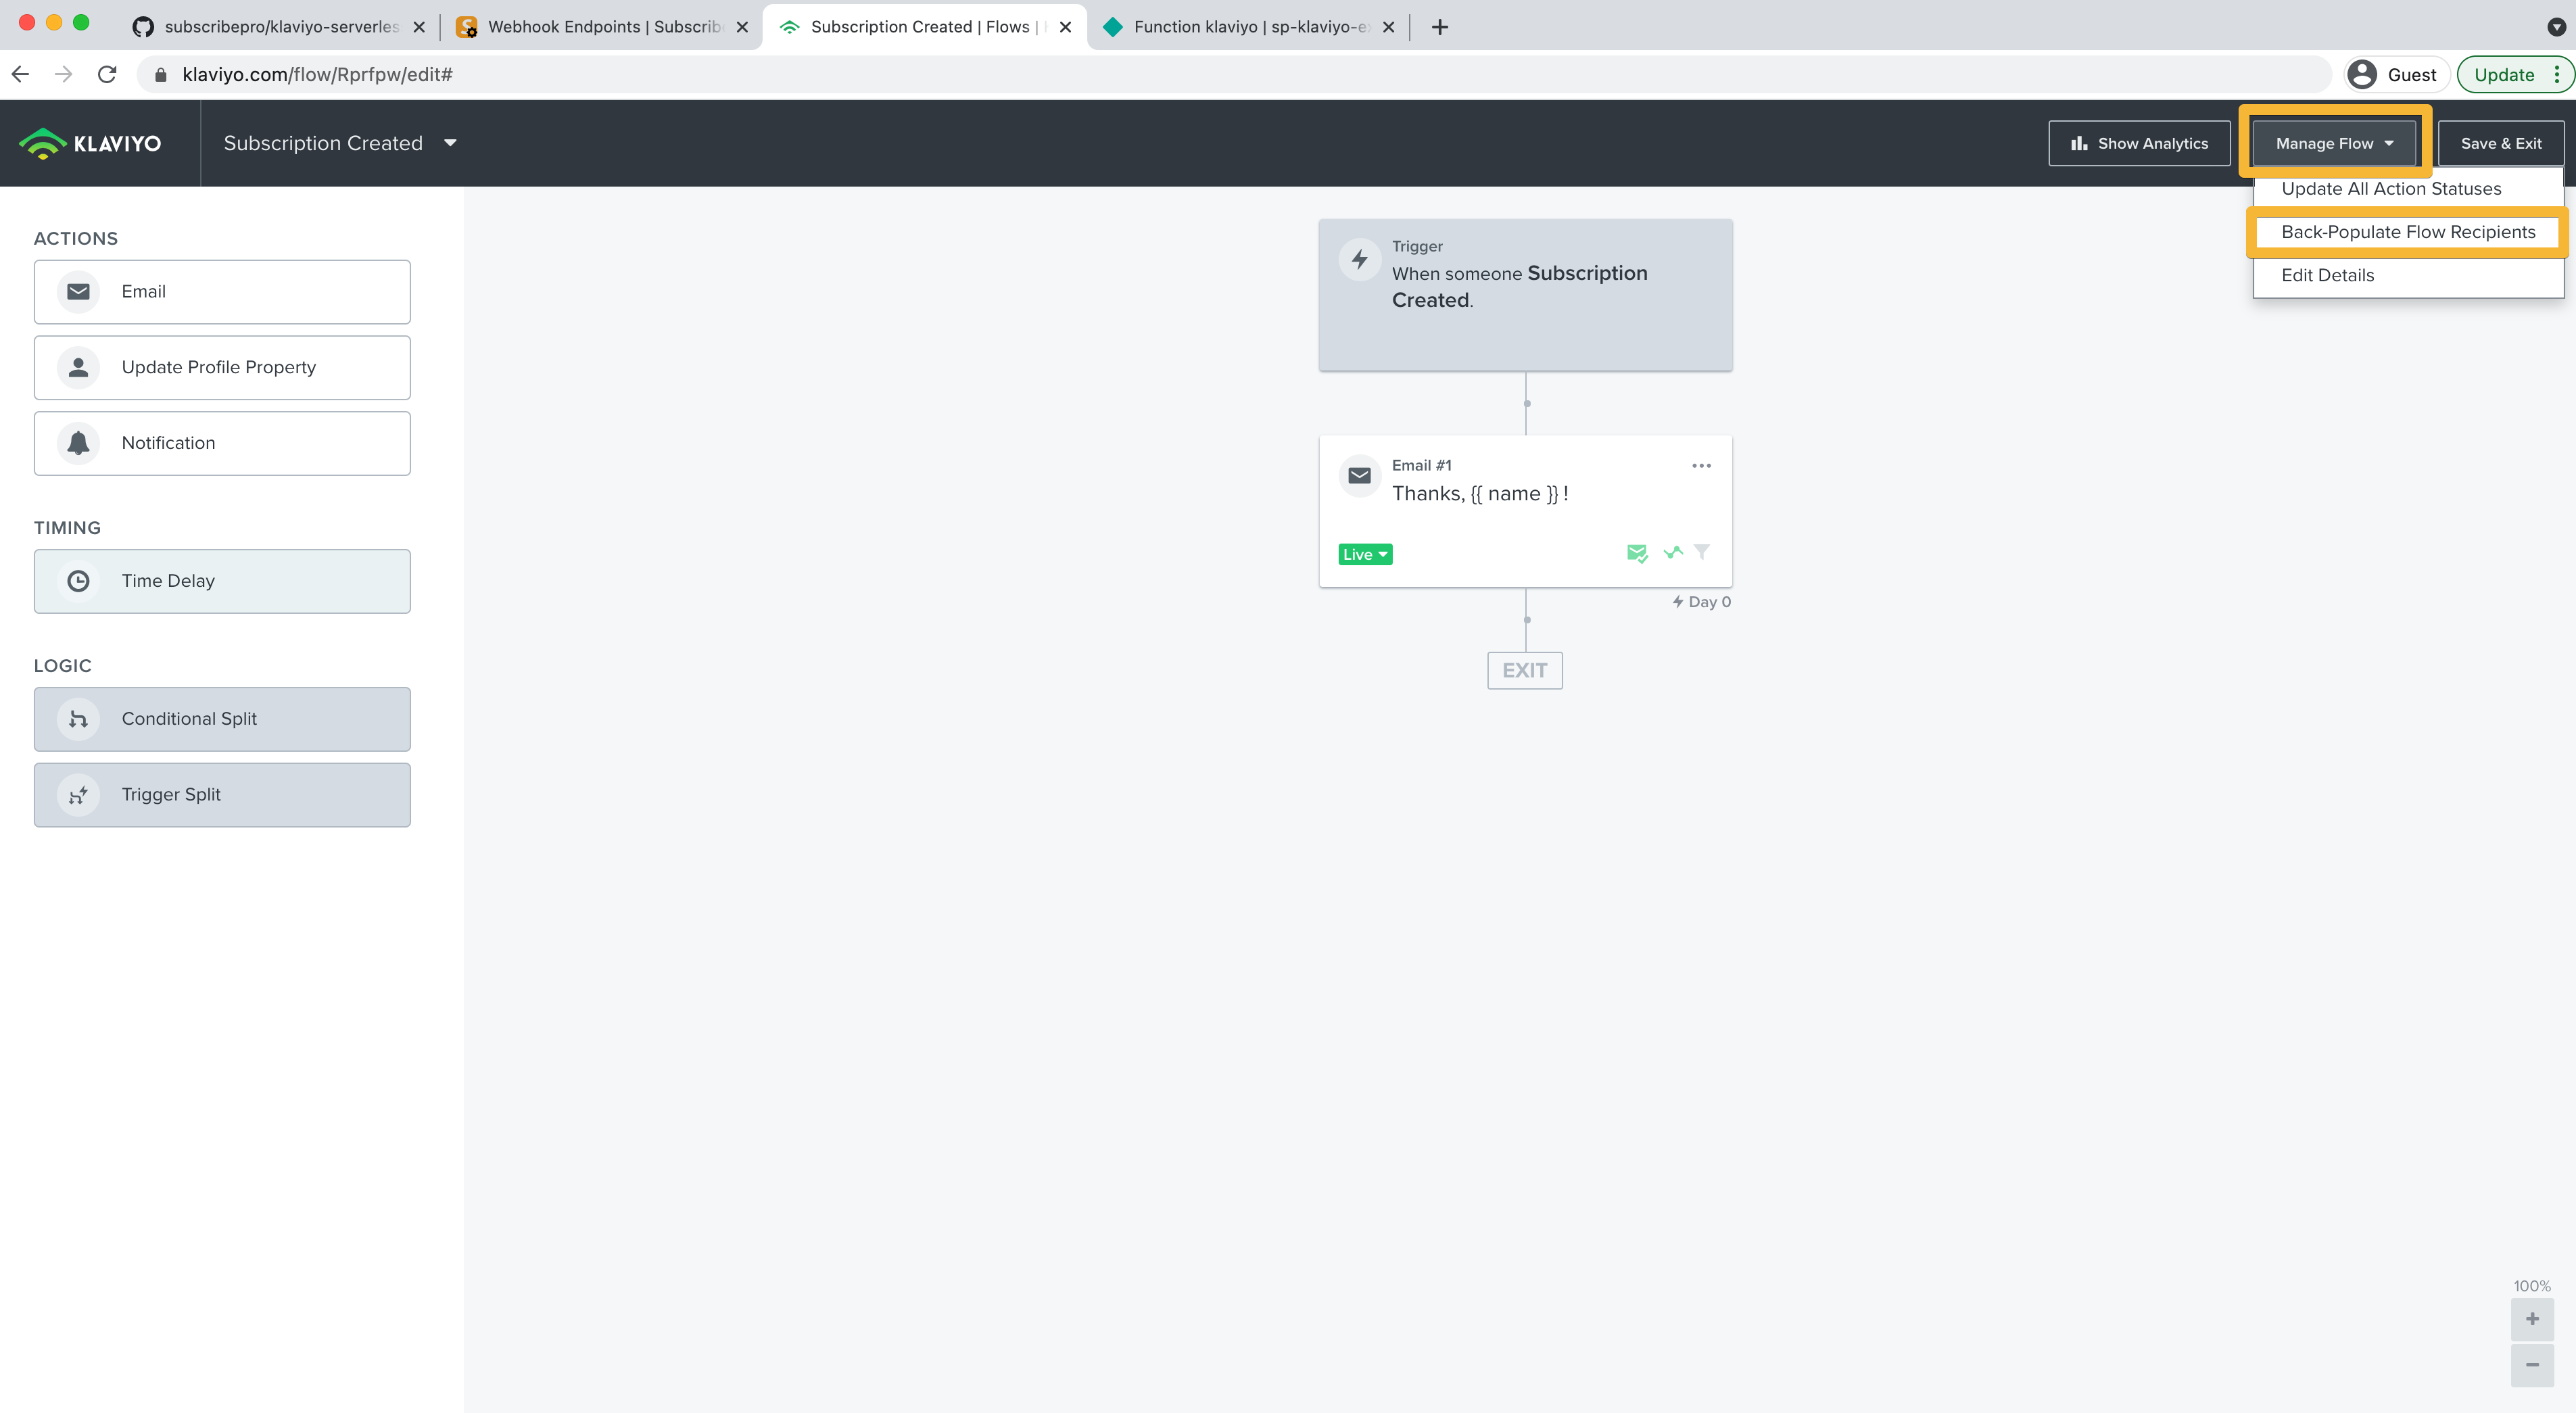 subscribepro/klaviyo-serverles
Webhook Endpoints | Subscrib
Subscription Created | Flows |
Function klaviyo | sp-klaviyo-e
klaviyo.com/flow/Rprfpw/edit#
Guest
Update
KLAVIYO
Subscription Created
Show Analytics
Manage Flow
Save & Exit
Update All Action Statuses
Back-Populate Flow Recipients
Edit Details
ACTIONS
Email
Update Profile Property
Notification
TIMING
Time Delay
LOGIC
Conditional Split
Trigger Split
Trigger
When someone Subscription
Created.
Email #1
Thanks, {{ name }} !
Live
Day 0
EXIT
100%